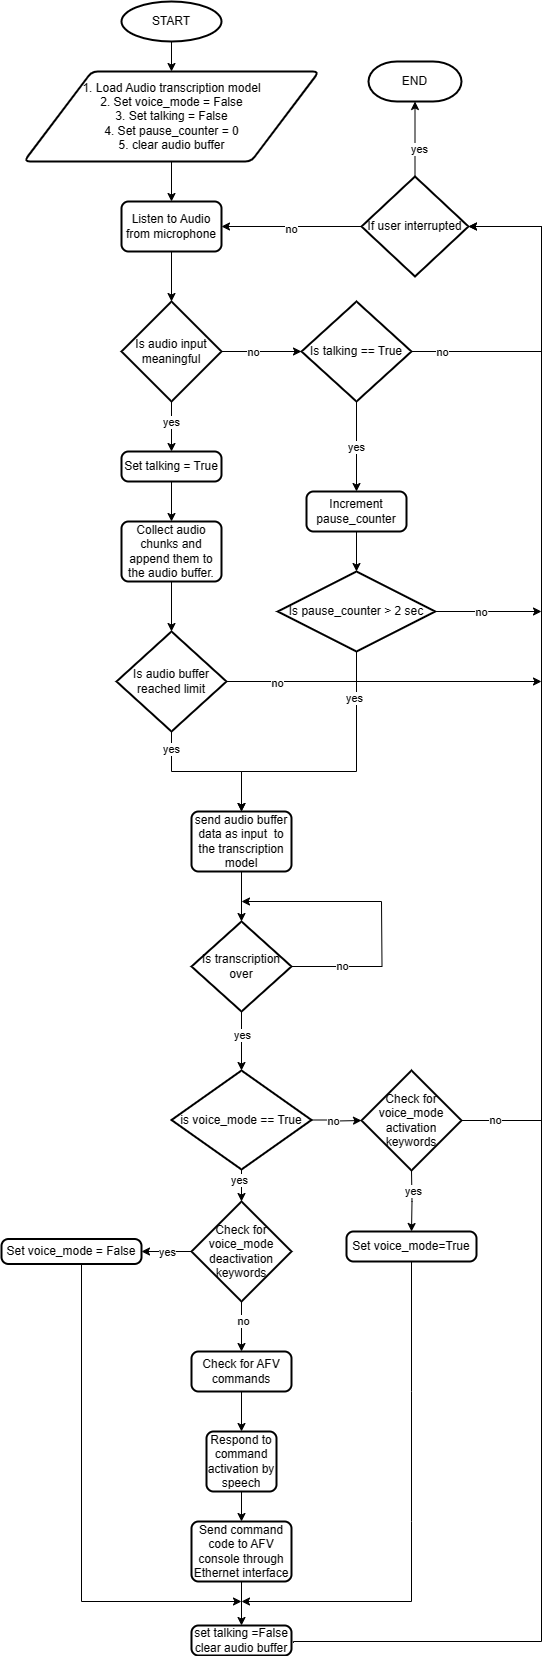 START
1. Load Audio transcription model
2. Set voice_mode = False
3. Set talking = False
4. Set pause_counter = 0
5. clear audio buffer
END
yes
If user interrupted
no
Listen to Audio
from microphone
Is audio input
meaningful
no
Is talking == True
no
yes
yes
Set talking = True
Increment
pause_counter
Collect audio
chunks and
append them to
the audio buffer.
Is pause_counter > 2 sec
no
Is audio buffer
reached limit
no
yes
yes
send audio buffer
data as input to
the transcription
model
Is transcription
over
no
yes
is voice_mode == True
no
Check for
voice_mode
activation
keywords
no
yes
yes
Check for
voice_mode
deactivation
keywords
yes
Set voice_mode = False
Set voice_mode=True
no
Check for AFV
commands
Respond to
command
activation by
speech
Send command
code to AFV
console through
Ethernet interface
set talking =False
clear audio buffer